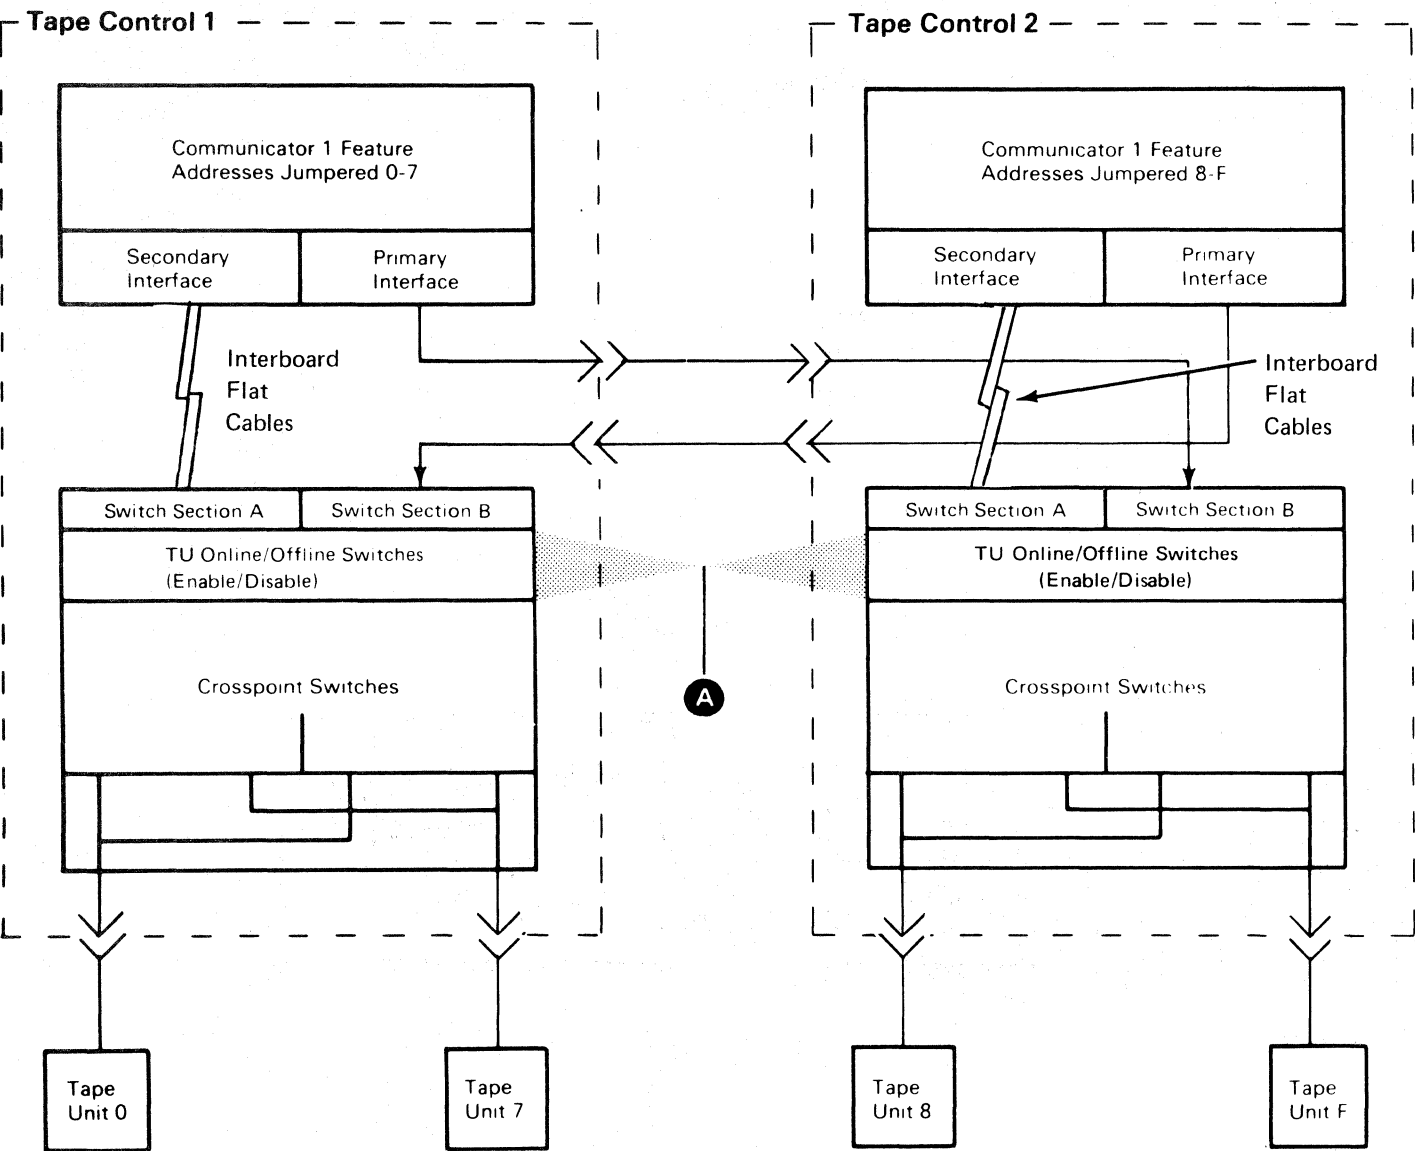 Tape Control 1
Communicator 1 Feature
Addresses Jumpered 0-7
Secondary
Interface
Primary
Interface
Interboard
Flat
Cables
Switch Section A
Switch Section B
TU Online/Offline Switches
(Enable/Disable)
Crosspoint Switches
Tape
Unit 0
Tape
Unit 7
A
Tape Control 2
Communicator 1 Feature
Addresses Jumpered 8-F
Secondary
Interface
Primary
Interface
Interboard
Flat
Cables
Switch Section A
Switch Section B
TU Online/Offline Switches
(Enable/Disable)
Crosspoint Switches
Tape
Unit 8
Tape
Unit F